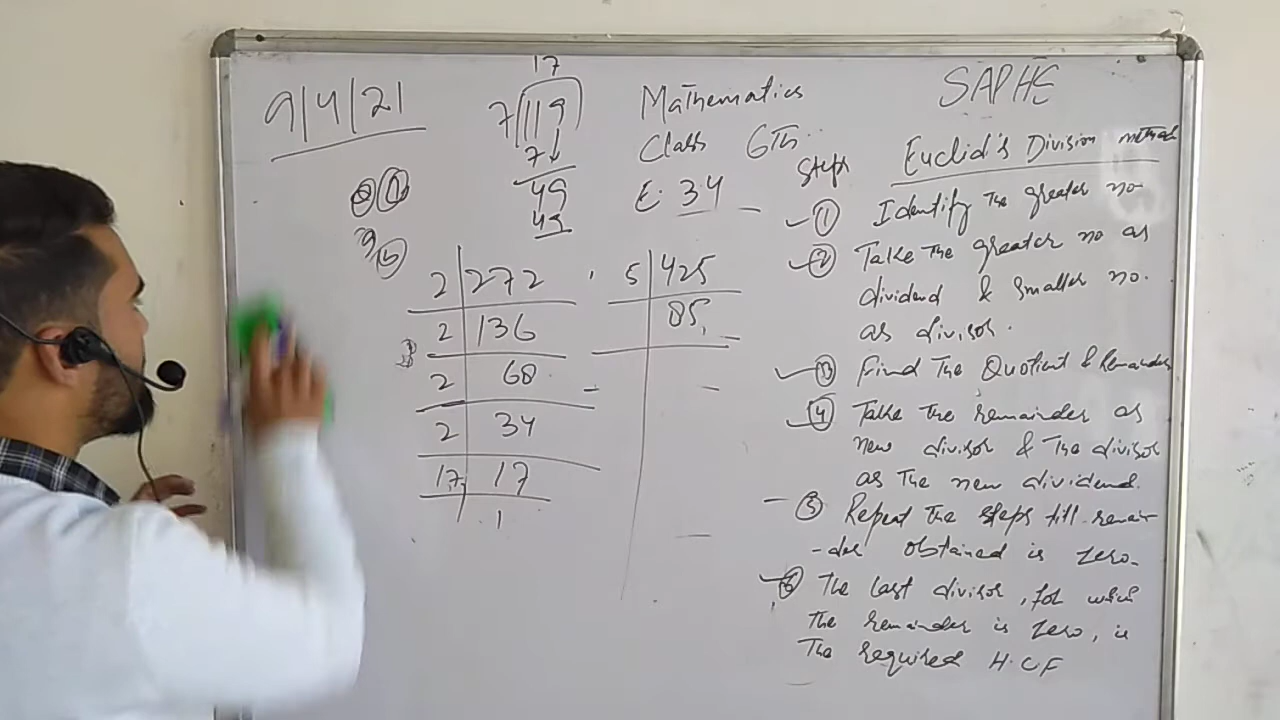 9/4/21
17
7 119
7
49
49
Mathematics
Class 6Th
E: 34
2 272
2 136
2 68
2 34
17 17
1
5 425
85
SAPHE
Steps Euclid's Division method
1 Identify The greater no
2 Take The greater no as
dividend & smaller no.
as divisor.
3 Find The Quotient & Remainder
4 Take the remainder as
new divisor & The divisor
as The new dividend.
5 Repeat The steps till remain
-der obtained is zero.
6 The last divisor, for which
The remainder is zero, is
The required H.C.F